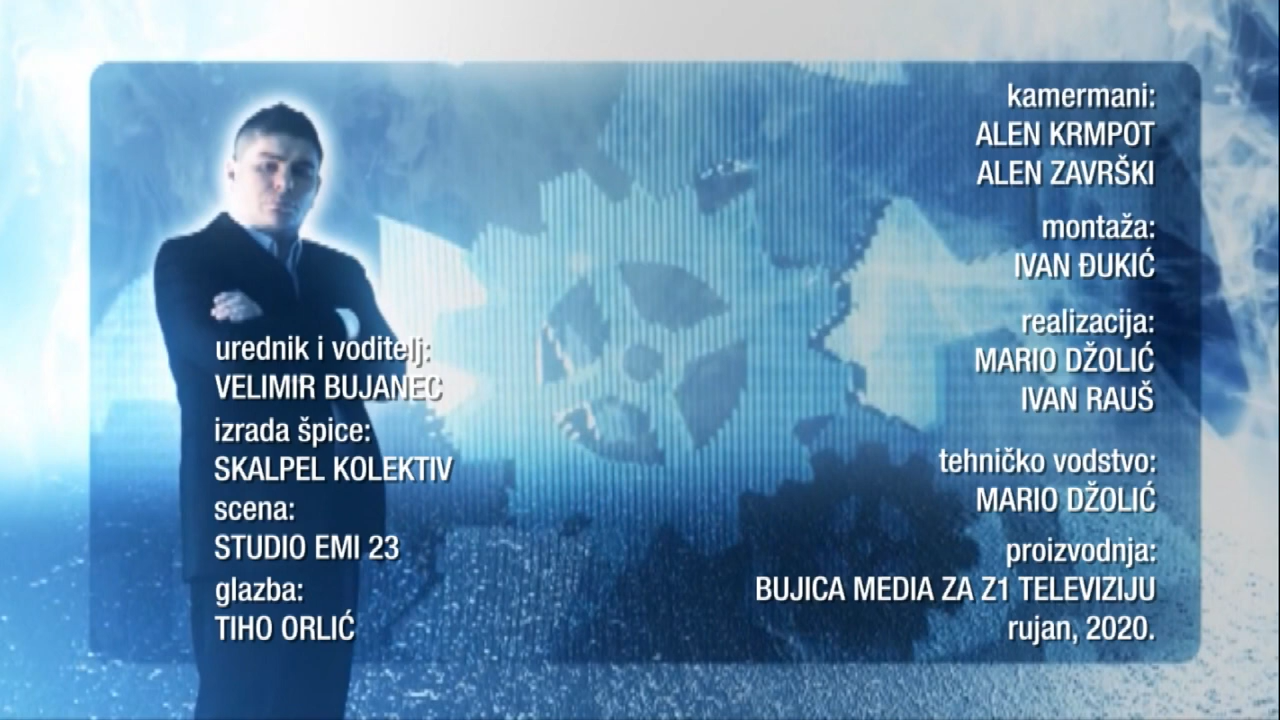 urednik i voditelj:
VELIMIR BUJANEC
izrada špice:
SKALPEL KOLEKTIV
scena:
STUDIO EMI 23
glazba:
TIHO ORLIĆ
kamermani:
ALEN KRMPOT
ALEN ZAVRŠKI
montaža:
IVAN ĐUKIĆ
realizacija:
MARIO DŽOLIĆ
IVAN RAUŠ
tehničko vodstvo:
MARIO DŽOLIĆ
proizvodnja:
BUJICA MEDIA ZA Z1 TELEVIZIJU
rujan, 2020.